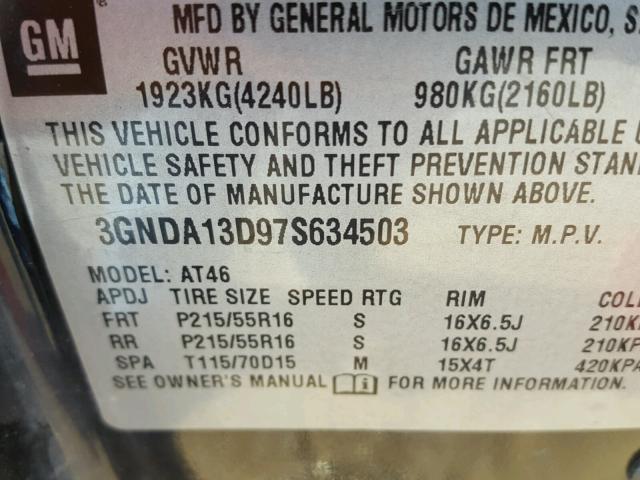 GM
®
MFD BY GENERAL MOTORS DE MEXICO,
GVWR GAWR FRT
1923KG(4240LB) 980KG(2160LB)
THIS VEHICLE CONFORMS TO ALL APPLICABLE
VEHICLE SAFETY AND THEFT PREVENTION STAN
THE DATE OF MANUFACTURE SHOWN ABOVE.
3GNDA13D97S634503 TYPE: M.P.V.
MODEL: AT46
APDJ TIRE SIZE SPEED RTG RIM COL
FRT P215/55R16 S 16X6.5J 210K
RR P215/55R16 S 16X6.5J 210KP
SPA T115/70D15 M 15X4T 420KPA
SEE OWNER'S MANUAL FOR MORE INFORMATION.